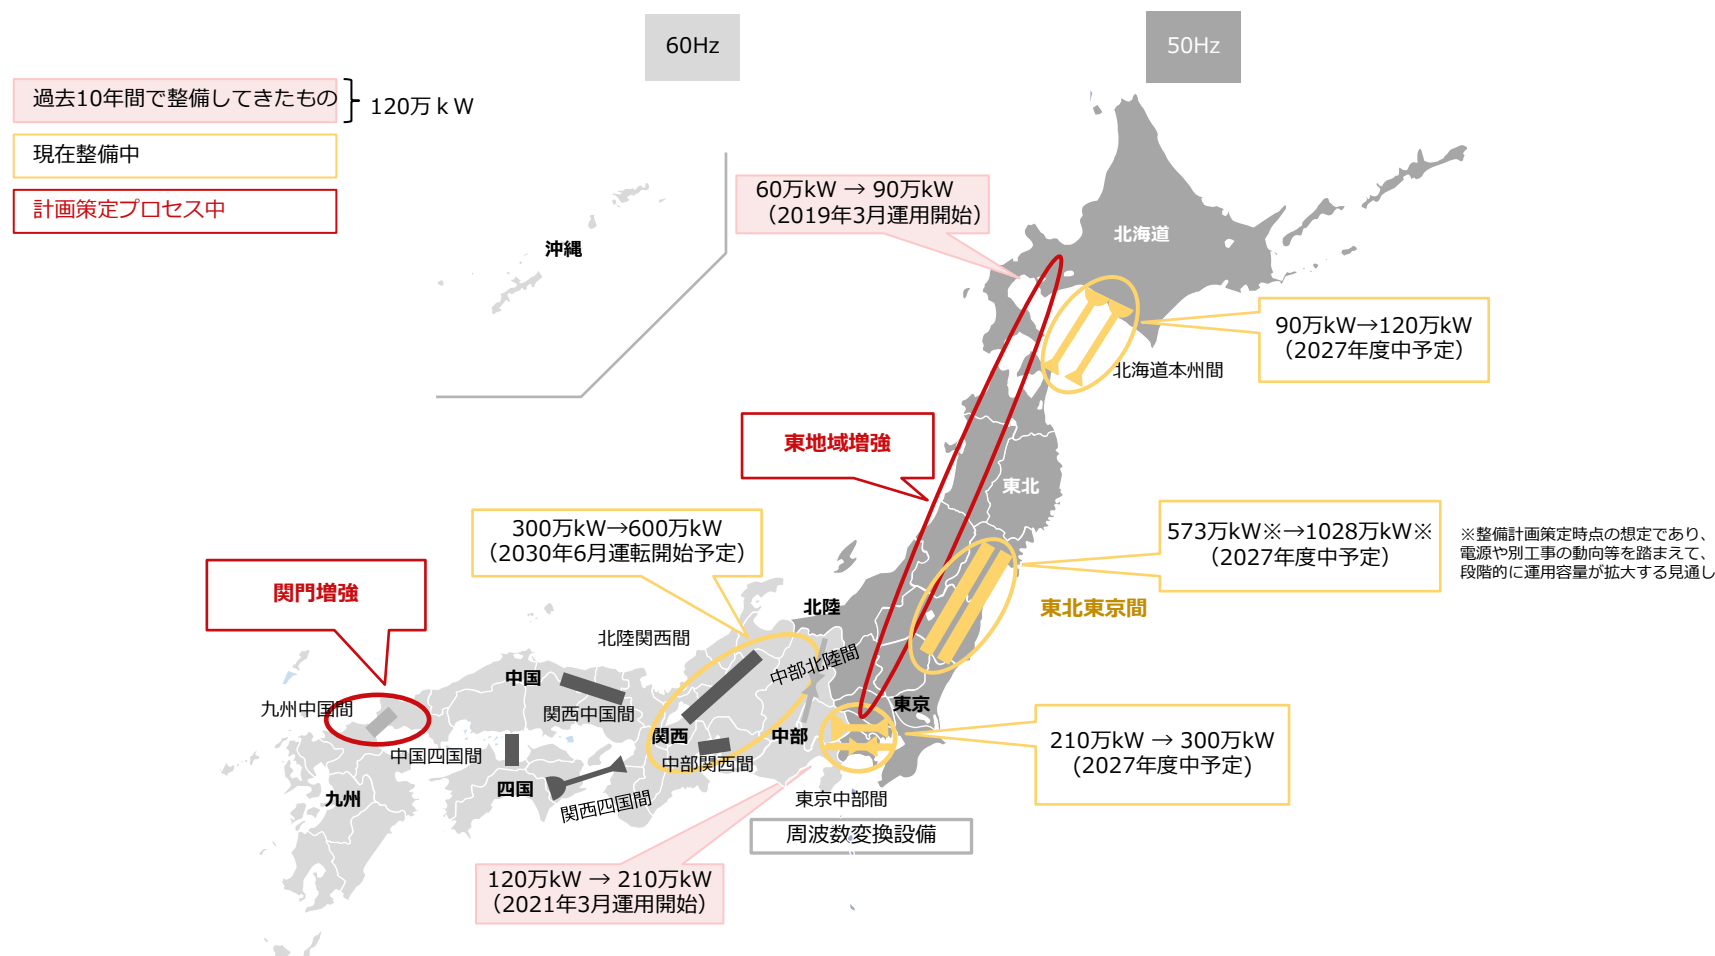 60Hz
50Hz
過去10年間で整備してきたもの
120万ｋW
現在整備中
計画策定プロセス中
60万kW → 90万kW
（2019年3月運用開始）
北海道
沖縄
90万kW→120万kW
（2027年度中予定）
北海道本州間
東地域増強
東北
300万kW→600万kW
（2030年6月運転開始予定）
573万kW※→1028万kW※
（2027年度中予定）
※整備計画策定時点の想定であり、
電源や別工事の動向等を踏まえて、
段階的に運用容量が拡大する見通し
関門増強
北陸
東北東京間
北陸関西間
中部北陸間
中国
九州中国間
関西中国間
東京
関西
中部
中国四国間
中部関西間
210万kW → 300万kW
(2027年度中予定)
九州
四国
関西四国間
東京中部間
周波数変換設備
120万kW → 210万kW
（2021年3月運用開始）